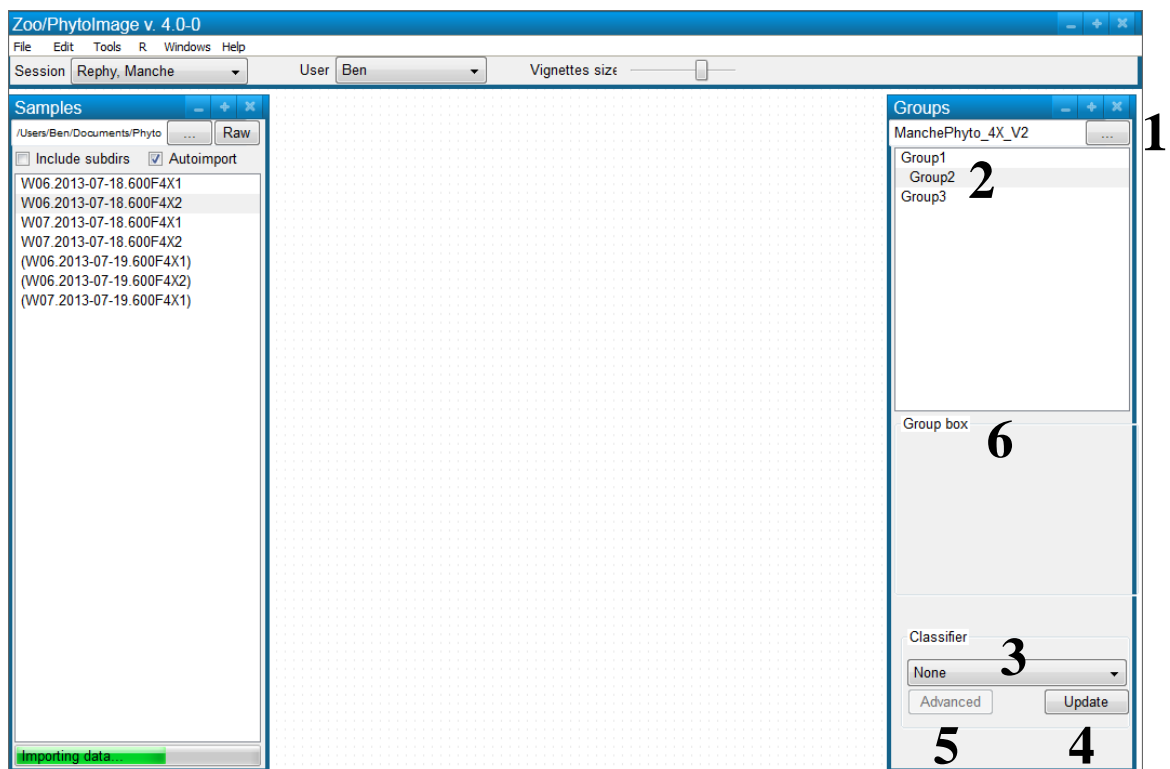 Zoo/PhytoImage v. 4.0-0
File Edit Tools R Windows Help
Session Rephy, Manche User Ben Vignettes size
Samples
/Users/Ben/Documents/Phyto ... Raw
Include subdirs Autoimport
W06.2013-07-18.600F4X1
W06.2013-07-18.600F4X2
W07.2013-07-18.600F4X1
W07.2013-07-18.600F4X2
(W06.2013-07-19.600F4X1)
(W06.2013-07-19.600F4X2)
(W07.2013-07-19.600F4X1)
Importing data...
Groups
ManchePhyto_4X_V2 ... 1
Group1
Group2 2
Group3
Group box 6
Classifier
3
None
Advanced Update
5 4